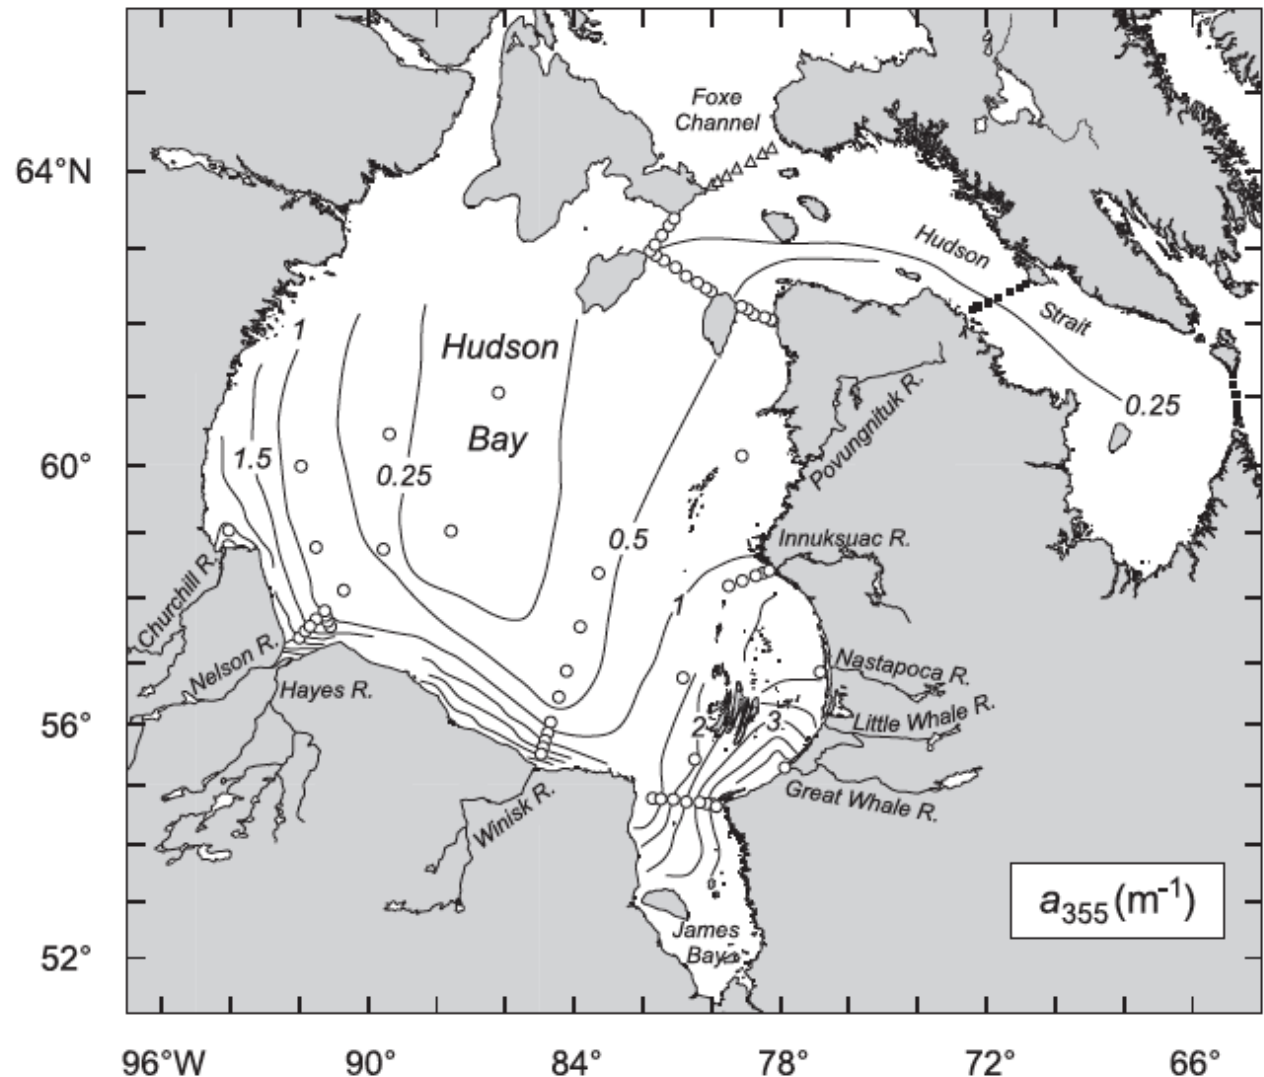 Foxe
Channel
64°N
Hudson
Strait
1
Hudson
Bay
0.25
1.5
0.25
60°
Povungnituk R.
0.5
Innuksuac R.
Churchill R.
1
Nelson R.
Hayes R.
Nastapoca R.
56°
2
3
Little Whale R.
Great Whale R.
Winisk R.
a355 (m-1)
James
Bay
52°
96°W
90°
84°
78°
72°
66°